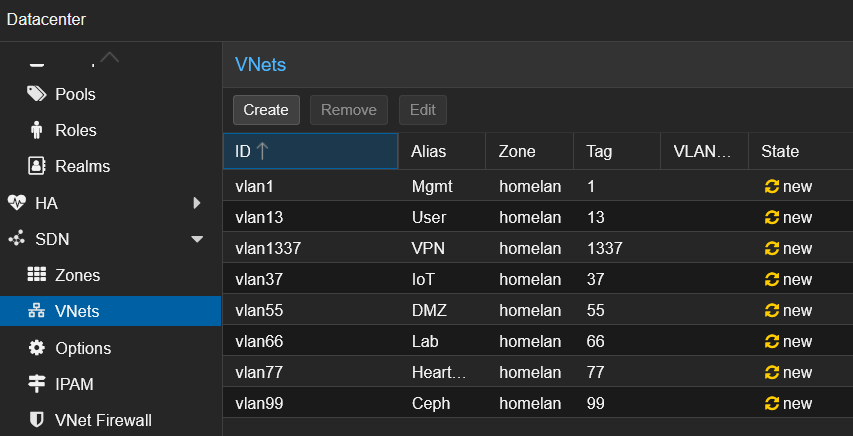 Datacenter
Pools
Roles
Realms
HA
SDN
Zones
VNets
Options
IPAM
VNet Firewall
VNets
Create Remove Edit
ID Alias Zone Tag VLAN... State
vlan1 Mgmt homelan 1 new
vlan13 User homelan 13 new
vlan1337 VPN homelan 1337 new
vlan37 IoT homelan 37 new
vlan55 DMZ homelan 55 new
vlan66 Lab homelan 66 new
vlan77 Heart... homelan 77 new
vlan99 Ceph homelan 99 new